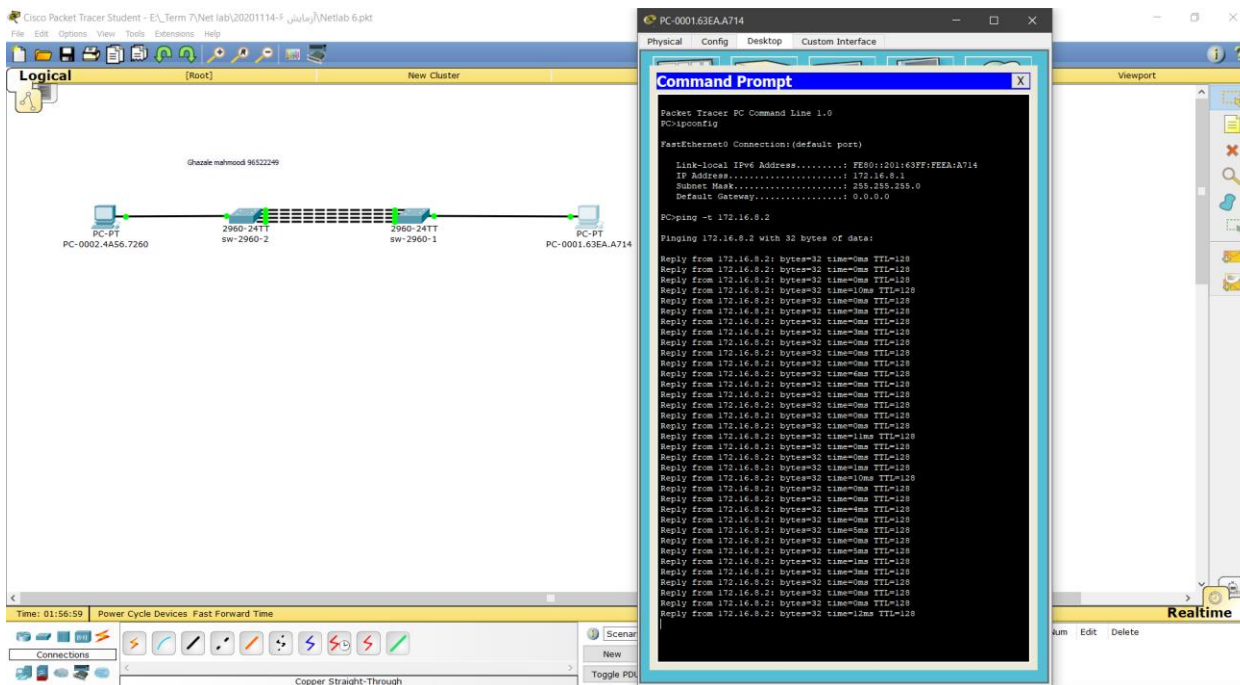 Cisco Packet Tracer Student - E:\_Term 7\Net lab\20201114-۶ آزمایش\Netlab 6.pkt
File Edit Options View Tools Extensions Help
Logical [Root] New Cluster Viewport
Ghazale mahmoodi 96522249
PC-PT
PC-0002.4A56.7260
2960-24TT
sw-2960-2
2960-24TT
sw-2960-1
PC-PT
PC-0001.63EA.A714
PC-0001.63EA.A714
Physical Config Desktop Custom Interface
Command Prompt X
Packet Tracer PC Command Line 1.0
PC>ipconfig
FastEthernet0 Connection:(default port)
Link-local IPv6 Address.........: FE80::201:63FF:FEEA:A714
IP Address......................: 172.16.8.1
Subnet Mask.....................: 255.255.255.0
Default Gateway.................: 0.0.0.0
PC>ping -t 172.16.8.2
Pinging 172.16.8.2 with 32 bytes of data:
Reply from 172.16.8.2: bytes=32 time=0ms TTL=128
Reply from 172.16.8.2: bytes=32 time=0ms TTL=128
Reply from 172.16.8.2: bytes=32 time=0ms TTL=128
Reply from 172.16.8.2: bytes=32 time=10ms TTL=128
Reply from 172.16.8.2: bytes=32 time=0ms TTL=128
Reply from 172.16.8.2: bytes=32 time=3ms TTL=128
Reply from 172.16.8.2: bytes=32 time=0ms TTL=128
Reply from 172.16.8.2: bytes=32 time=3ms TTL=128
Reply from 172.16.8.2: bytes=32 time=0ms TTL=128
Reply from 172.16.8.2: bytes=32 time=0ms TTL=128
Reply from 172.16.8.2: bytes=32 time=0ms TTL=128
Reply from 172.16.8.2: bytes=32 time=6ms TTL=128
Reply from 172.16.8.2: bytes=32 time=0ms TTL=128
Reply from 172.16.8.2: bytes=32 time=0ms TTL=128
Reply from 172.16.8.2: bytes=32 time=0ms TTL=128
Reply from 172.16.8.2: bytes=32 time=0ms TTL=128
Reply from 172.16.8.2: bytes=32 time=0ms TTL=128
Reply from 172.16.8.2: bytes=32 time=11ms TTL=128
Reply from 172.16.8.2: bytes=32 time=0ms TTL=128
Reply from 172.16.8.2: bytes=32 time=0ms TTL=128
Reply from 172.16.8.2: bytes=32 time=1ms TTL=128
Reply from 172.16.8.2: bytes=32 time=10ms TTL=128
Reply from 172.16.8.2: bytes=32 time=0ms TTL=128
Reply from 172.16.8.2: bytes=32 time=0ms TTL=128
Reply from 172.16.8.2: bytes=32 time=4ms TTL=128
Reply from 172.16.8.2: bytes=32 time=0ms TTL=128
Reply from 172.16.8.2: bytes=32 time=5ms TTL=128
Reply from 172.16.8.2: bytes=32 time=0ms TTL=128
Reply from 172.16.8.2: bytes=32 time=5ms TTL=128
Reply from 172.16.8.2: bytes=32 time=1ms TTL=128
Reply from 172.16.8.2: bytes=32 time=3ms TTL=128
Reply from 172.16.8.2: bytes=32 time=0ms TTL=128
Reply from 172.16.8.2: bytes=32 time=0ms TTL=128
Reply from 172.16.8.2: bytes=32 time=0ms TTL=128
Reply from 172.16.8.2: bytes=32 time=12ms TTL=128
Time: 01:56:59 Power Cycle Devices Fast Forward Time Realtime
Connections
Copper Straight-Through
Scenar
New
Toggle PDU
Num Edit Delete